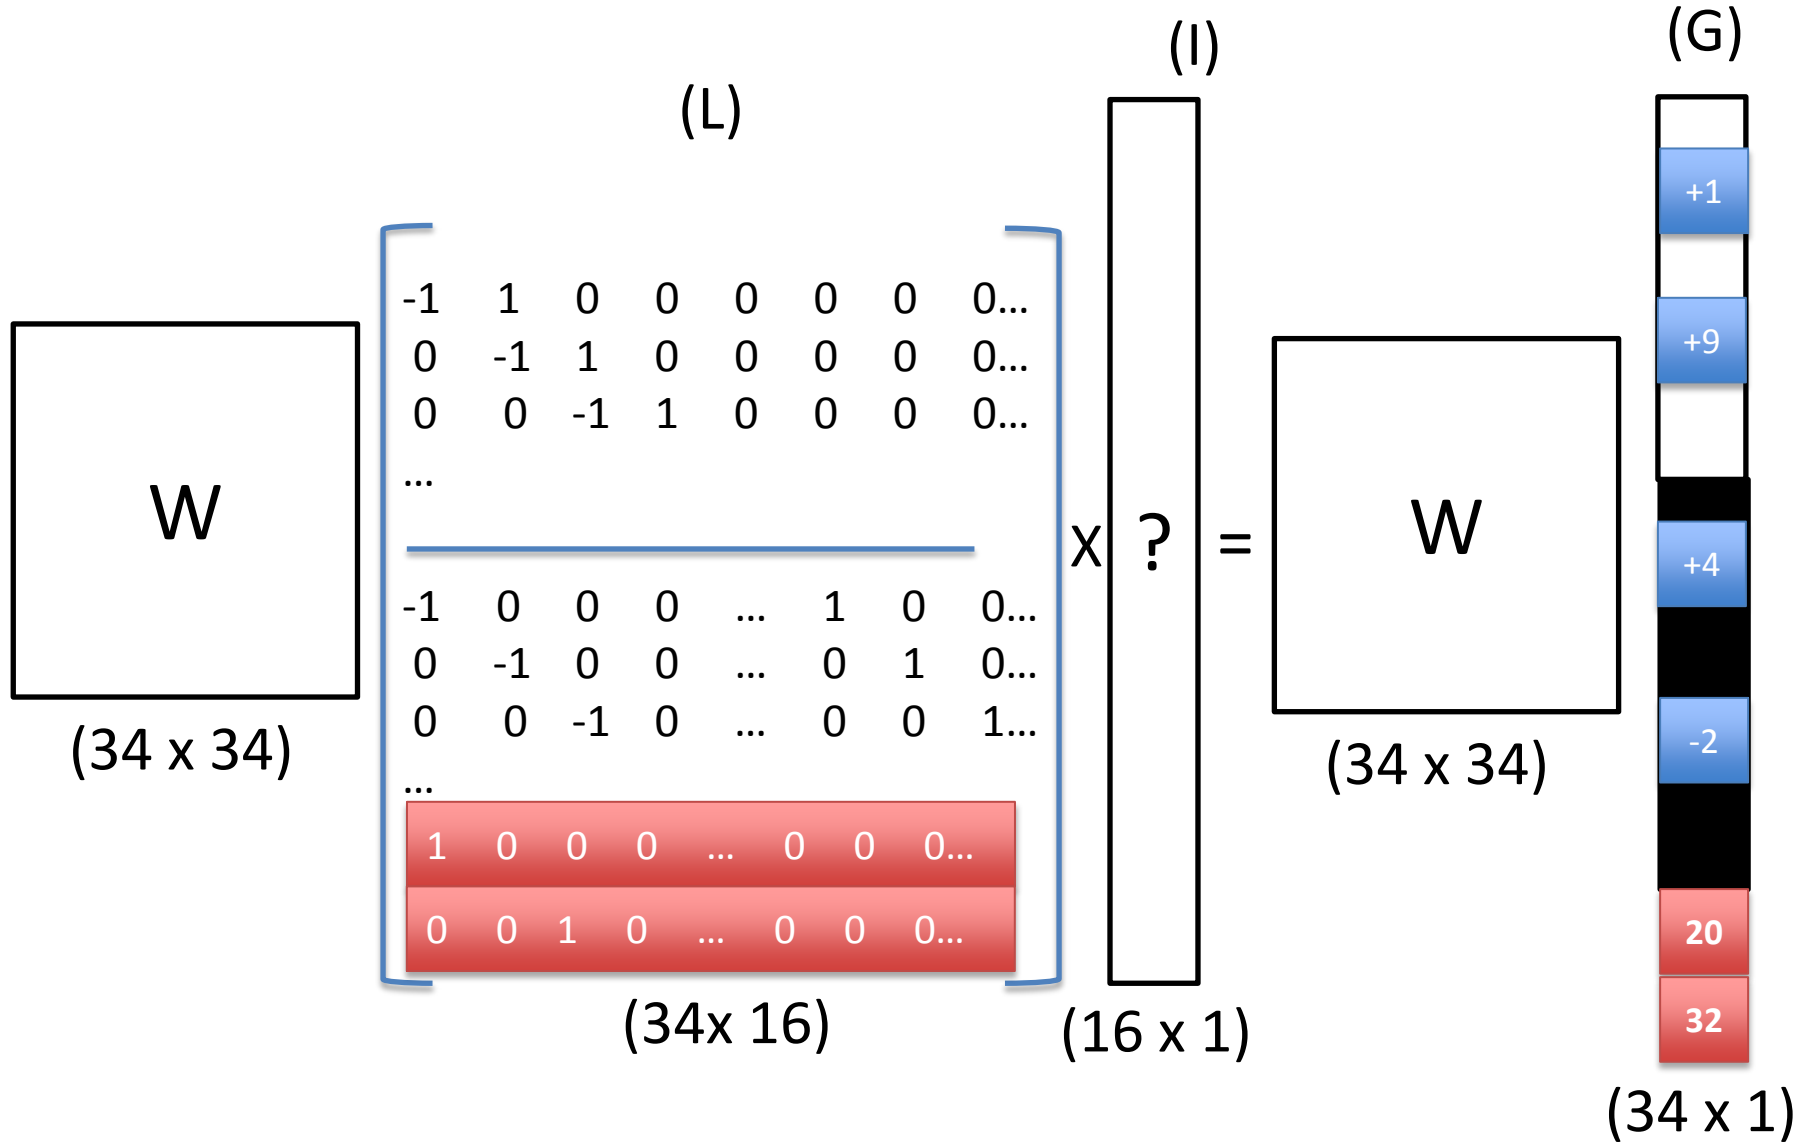 (L)
(I)
(G)
W
(34 x 34)
-1 1 0 0 0 0 0 0...
0 -1 1 0 0 0 0 0...
0 0 -1 1 0 0 0 0...
...
-1 0 0 0 ... 1 0 0...
0 -1 0 0 ... 0 1 0...
0 0 -1 0 ... 0 0 1...
...
1 0 0 0 ... 0 0 0...
0 0 1 0 ... 0 0 0...
(34x 16)
X
?
(16 x 1)
=
W
(34 x 34)
+1
+9
+4
-2
20
32
(34 x 1)